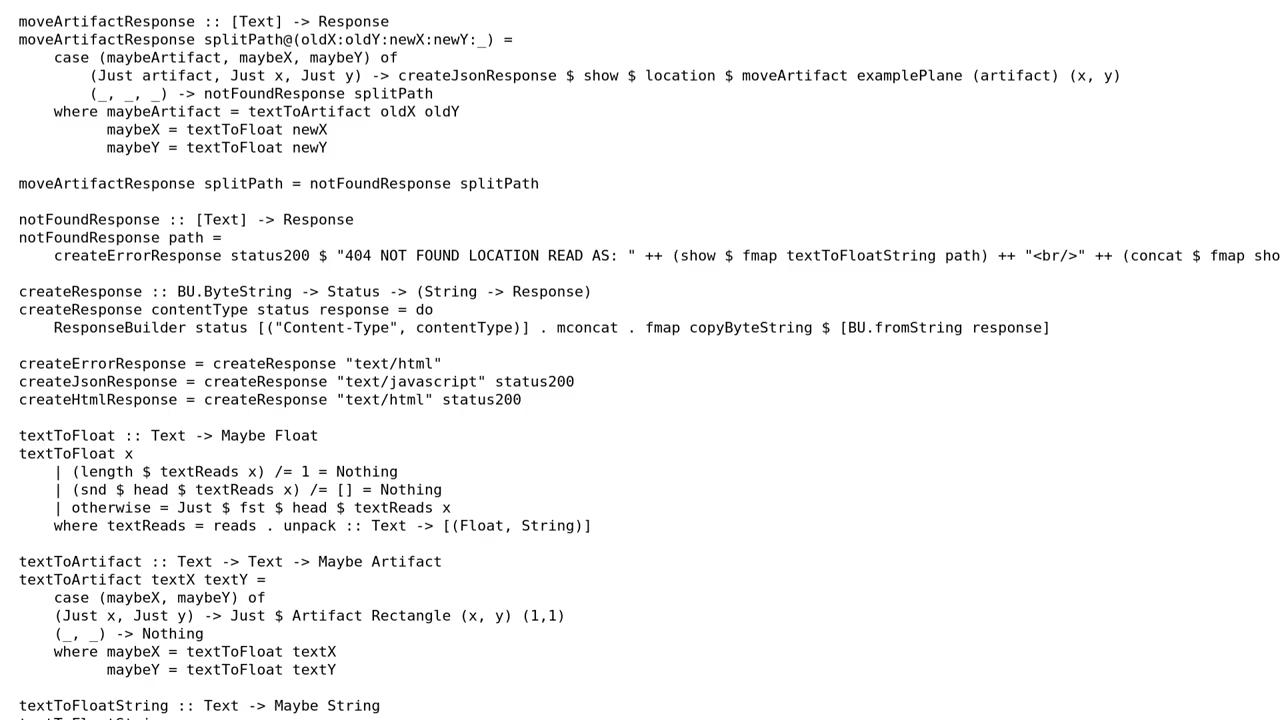 moveArtifactResponse :: [Text] -> Response
moveArtifactResponse splitPath@(oldX:oldY:newX:newY:_) =
    case (maybeArtifact, maybeX, maybeY) of
        (Just artifact, Just x, Just y) -> createJsonResponse $ show $ location $ moveArtifact examplePlane (artifact) (x, y)
        (_, _, _) -> notFoundResponse splitPath
    where maybeArtifact = textToArtifact oldX oldY
          maybeX = textToFloat newX
          maybeY = textToFloat newY

moveArtifactResponse splitPath = notFoundResponse splitPath

notFoundResponse :: [Text] -> Response
notFoundResponse path =
    createErrorResponse status200 $ "404 NOT FOUND LOCATION READ AS: " ++ (show $ fmap textToFloatString path) ++ "<br/>" ++ (concat $ fmap sho

createResponse :: BU.ByteString -> Status -> (String -> Response)
createResponse contentType status response = do
    ResponseBuilder status [("Content-Type", contentType)] . mconcat . fmap copyByteString $ [BU.fromString response]

createErrorResponse = createResponse "text/html"
createJsonResponse = createResponse "text/javascript" status200
createHtmlResponse = createResponse "text/html" status200

textToFloat :: Text -> Maybe Float
textToFloat x
    | (length $ textReads x) /= 1 = Nothing
    | (snd $ head $ textReads x) /= [] = Nothing
    | otherwise = Just $ fst $ head $ textReads x
    where textReads = reads . unpack :: Text -> [(Float, String)]

textToArtifact :: Text -> Text -> Maybe Artifact
textToArtifact textX textY =
    case (maybeX, maybeY) of
    (Just x, Just y) -> Just $ Artifact Rectangle (x, y) (1,1)
    (_, _) -> Nothing
    where maybeX = textToFloat textX
          maybeY = textToFloat textY

textToFloatString :: Text -> Maybe String